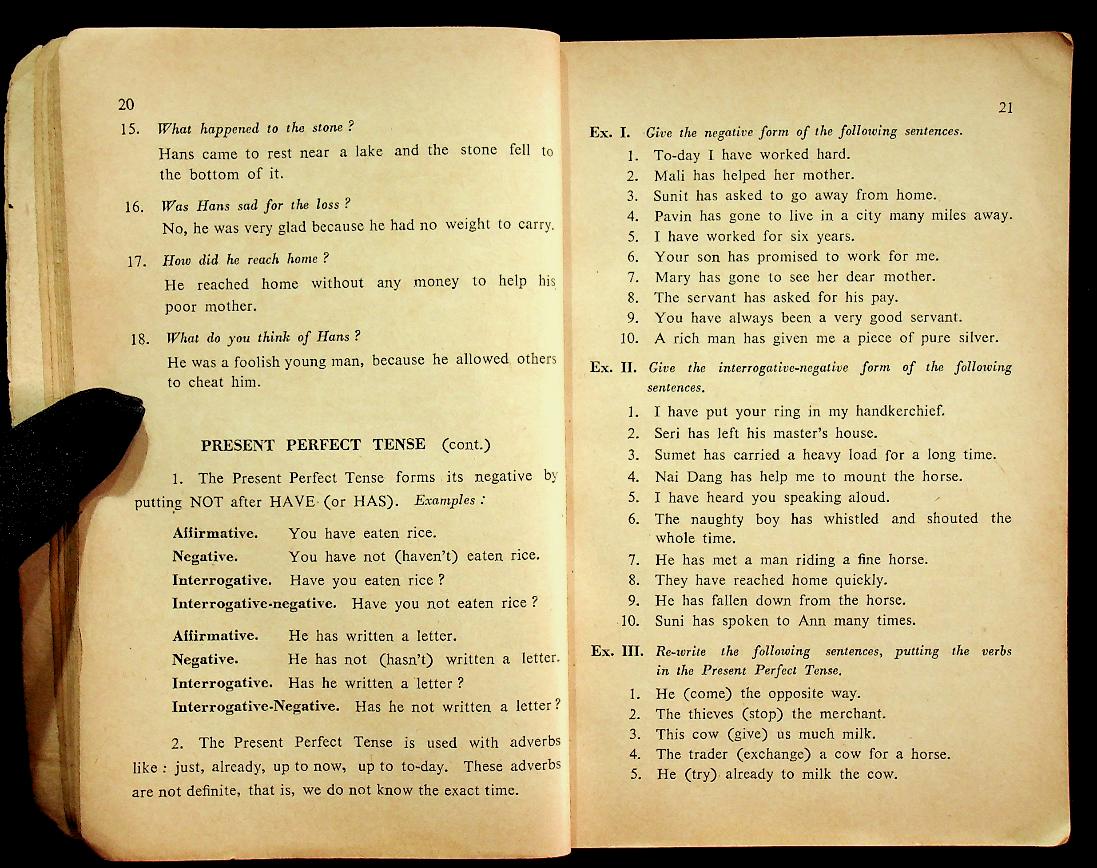 20
15. What happened to the stone ?
Hans came to rest near a lake and the stone fell to
the bottom of it.
16. Was Hans sad for the loss ?
No, he was very glad because he had no weight to carry.
17. How did he reach home ?
He reached home without any money to help his
poor mother.
18. What do you think of Hans ?
He was a foolish young man, because he allowed others
to cheat him.
PRESENT PERFECT TENSE (cont.)
1. The Present Perfect Tense forms its negative by
putting NOT after HAVE (or HAS). Examples :
Affirmative. You have eaten rice.
Negative. You have not (haven't) eaten rice.
Interrogative. Have you eaten rice ?
Interrogative-negative. Have you not eaten rice ?
Affirmative. He has written a letter.
Negative. He has not (hasn't) written a letter.
Interrogative. Has he written a letter ?
Interrogative-Negative. Has he not written a letter ?
2. The Present Perfect Tense is used with adverbs
like : just, already, up to now, up to to-day. These adverbs
are not definite, that is, we do not know the exact time.
21
Ex. I. Give the negative form of the following sentences.
1. To-day I have worked hard.
2. Mali has helped her mother.
3. Sunit has asked to go away from home.
4. Pavin has gone to live in a city many miles away.
5. I have worked for six years.
6. Your son has promised to work for me.
7. Mary has gone to see her dear mother.
8. The servant has asked for his pay.
9. You have always been a very good servant.
10. A rich man has given me a piece of pure silver.
Ex. II. Give the interrogative-negative form of the following
sentences.
1. I have put your ring in my handkerchief.
2. Seri has left his master's house.
3. Sumet has carried a heavy load for a long time.
4. Nai Dang has help me to mount the horse.
5. I have heard you speaking aloud.
6. The naughty boy has whistled and shouted the
whole time.
7. He has met a man riding a fine horse.
8. They have reached home quickly.
9. He has fallen down from the horse.
10. Suni has spoken to Ann many times.
Ex. III. Re-write the following sentences, putting the verbs
in the Present Perfect Tense.
1. He (come) the opposite way.
2. The thieves (stop) the merchant.
3. This cow (give) us much milk.
4. The trader (exchange) a cow for a horse.
5. He (try) already to milk the cow.